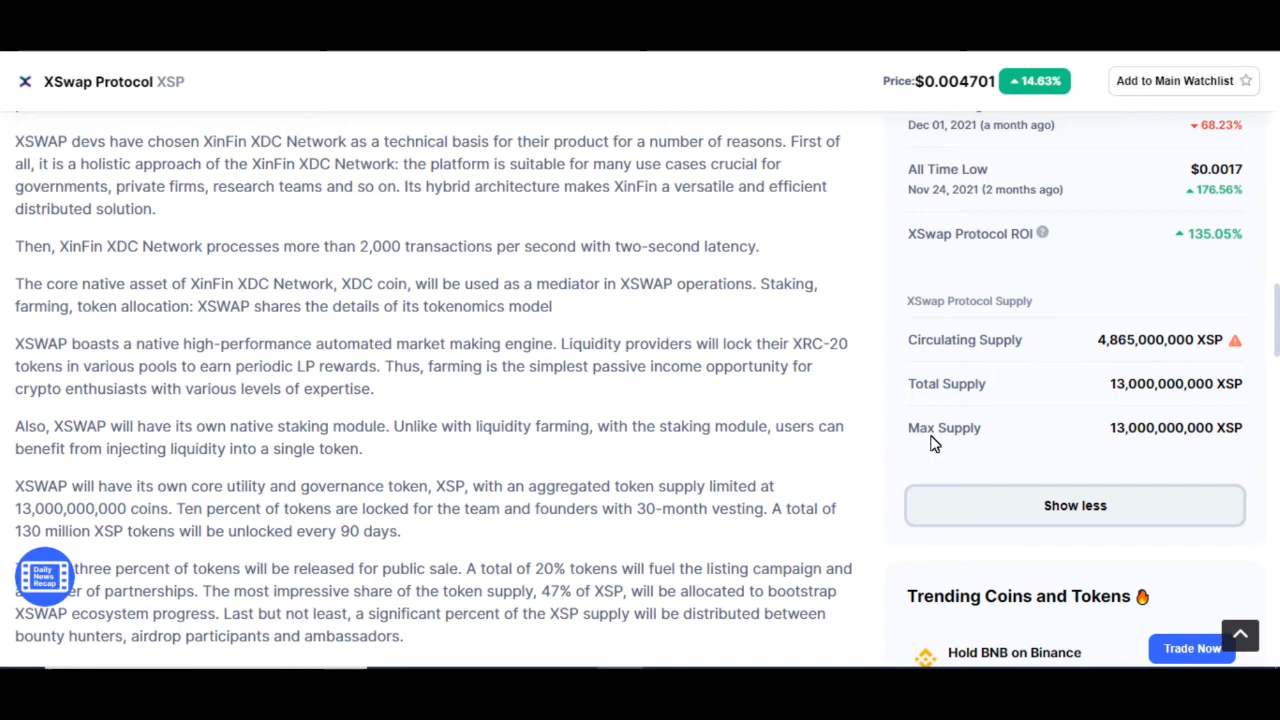 XSwap Protocol XSP
Price:$0.004701 14.63%
Add to Main Watchlist
XSWAP devs have chosen XinFin XDC Network as a technical basis for their product for a number of reasons. First of
all, it is a holistic approach of the XinFin XDC Network: the platform is suitable for many use cases crucial for
governments, private firms, research teams and so on. Its hybrid architecture makes XinFin a versatile and efficient
distributed solution.
Then, XinFin XDC Network processes more than 2,000 transactions per second with two-second latency.
The core native asset of XinFin XDC Network, XDC coin, will be used as a mediator in XSWAP operations. Staking,
farming, token allocation: XSWAP shares the details of its tokenomics model
XSWAP boasts a native high-performance automated market making engine. Liquidity providers will lock their XRC-20
tokens in various pools to earn periodic LP rewards. Thus, farming is the simplest passive income opportunity for
crypto enthusiasts with various levels of expertise.
Also, XSWAP will have its own native staking module. Unlike with liquidity farming, with the staking module, users can
benefit from injecting liquidity into a single token.
XSWAP will have its own core utility and governance token, XSP, with an aggregated token supply limited at
13,000,000,000 coins. Ten percent of tokens are locked for the team and founders with 30-month vesting. A total of
130 million XSP tokens will be unlocked every 90 days.
three percent of tokens will be released for public sale. A total of 20% tokens will fuel the listing campaign and
of partnerships. The most impressive share of the token supply, 47% of XSP, will be allocated to bootstrap
XSWAP ecosystem progress. Last but not least, a significant percent of the XSP supply will be distributed between
bounty hunters, airdrop participants and ambassadors.
Daily
News
Recap
Dec 01, 2021 (a month ago) 68.23%
All Time Low $0.0017
Nov 24, 2021 (2 months ago) 176.56%
XSwap Protocol ROI 135.05%
XSwap Protocol Supply
Circulating Supply 4,865,000,000 XSP
Total Supply 13,000,000,000 XSP
Max Supply 13,000,000,000 XSP
Show less
Trending Coins and Tokens
Hold BNB on Binance Trade Now